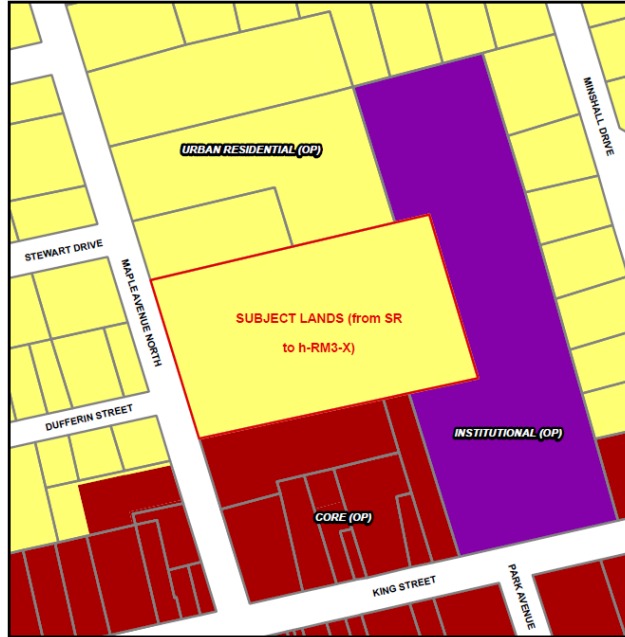 MINSHALL DRIVE
URBAN RESIDENTIAL (OP)
STEWART DRIVE
MAPLE AVENUE NORTH
SUBJECT LANDS (from SR
to h-RM3-X)
DUFFERIN STREET
INSTITUTIONAL (OP)
CORE (OP)
KING STREET
PARK AVENUE